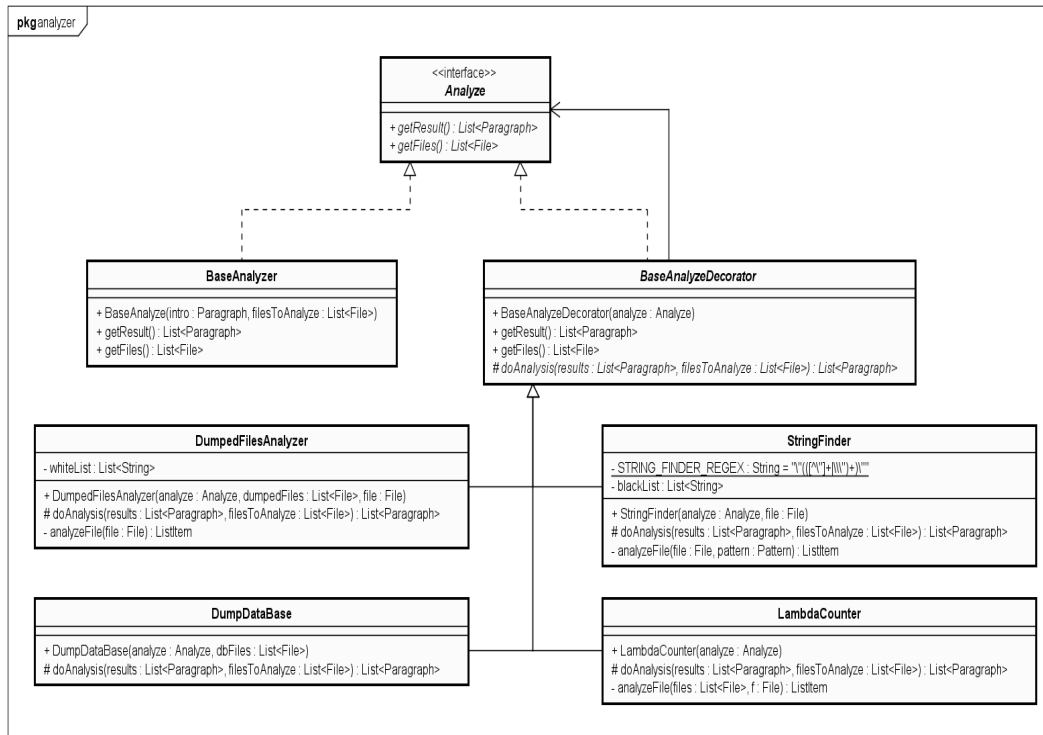 pkg analyzer
<<interface>>
Analyze
+ getResult() : List<Paragraph>
+ getFiles() : List<File>
BaseAnalyzer
+ BaseAnalyze(intro : Paragraph, filesToAnalyze : List<File>)
+ getResult() : List<Paragraph>
+ getFiles() : List<File>
BaseAnalyzeDecorator
+ BaseAnalyzeDecorator(analyze : Analyze)
+ getResult() : List<Paragraph>
+ getFiles() : List<File>
# doAnalysis(results : List<Paragraph>, filesToAnalyze : List<File>) : List<Paragraph>
DumpedFilesAnalyzer
- whiteList : List<String>
+ DumpedFilesAnalyzer(analyze : Analyze, dumpedFiles : List<File>, file : File)
# doAnalysis(results : List<Paragraph>, filesToAnalyze : List<File>) : List<Paragraph>
- analyzeFile(file : File) : ListItem
StringFinder
- STRING_FINDER_REGEX : String = "\"(([^\"]+|\\\")+)\""
- blackList : List<String>
+ StringFinder(analyze : Analyze, file : File)
# doAnalysis(results : List<Paragraph>, filesToAnalyze : List<File>) : List<Paragraph>
- analyzeFile(file : File, pattern : Pattern) : ListItem
DumpDataBase
+ DumpDataBase(analyze : Analyze, dbFiles : List<File>)
# doAnalysis(results : List<Paragraph>, filesToAnalyze : List<File>) : List<Paragraph>
LambdaCounter
+ LambdaCounter(analyze : Analyze)
# doAnalysis(results : List<Paragraph>, filesToAnalyze : List<File>) : List<Paragraph>
- analyzeFile(files : List<File>, f : File) : ListItem